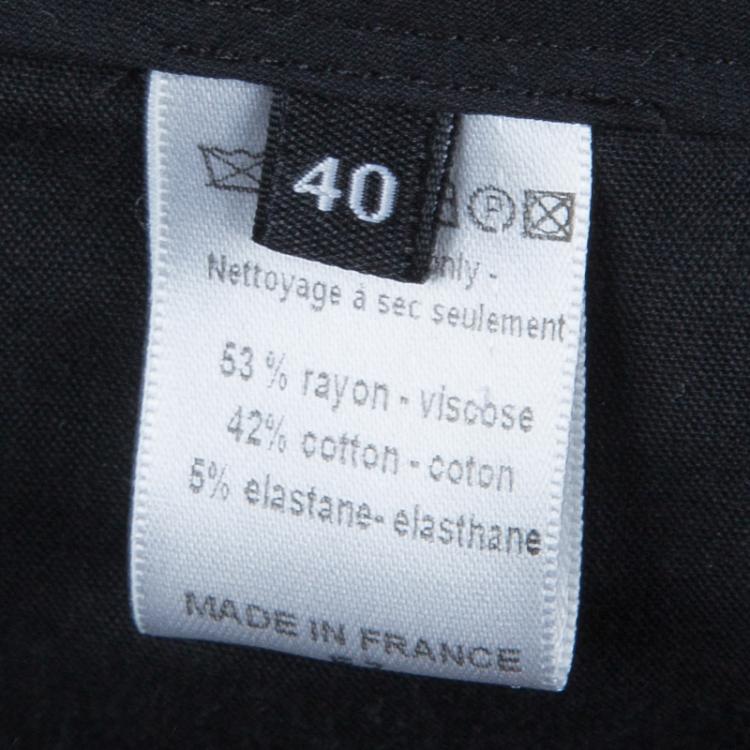 40
P
only -
Nettoyage à sec seulement
53 % rayon - viscose
42% cotton - coton
5% elastane- elasthane
MADE IN FRANCE